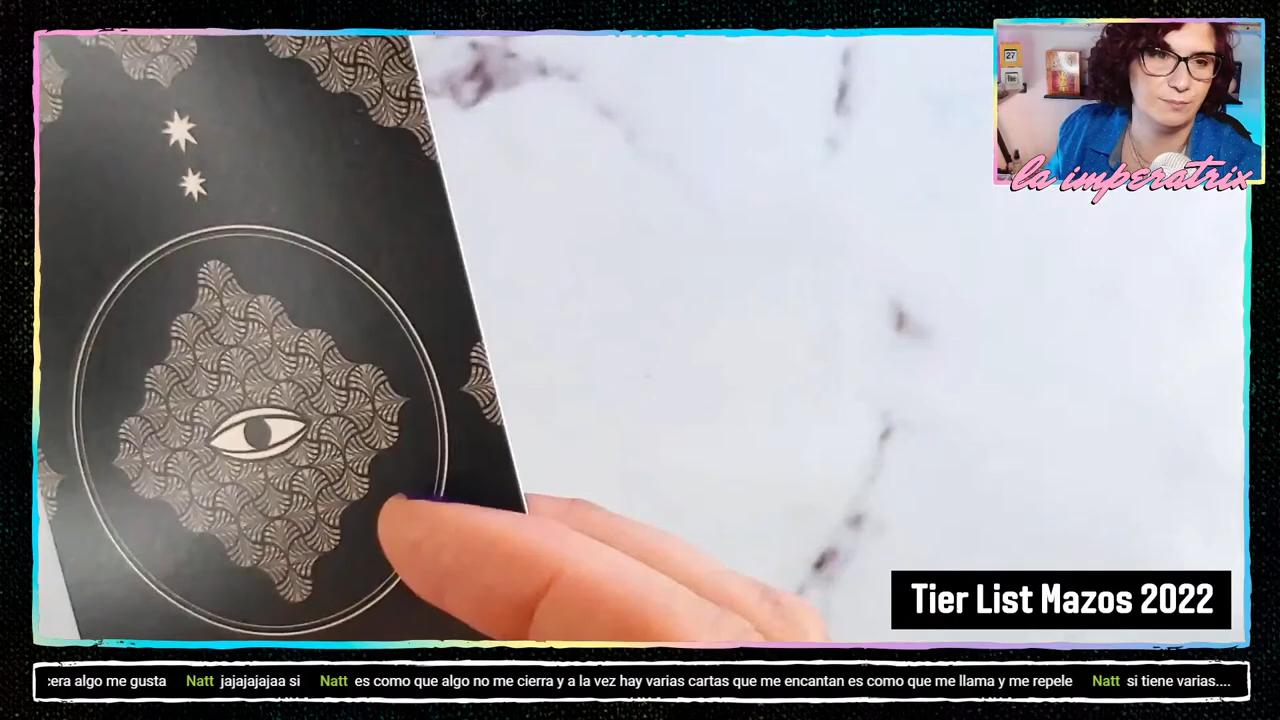 27
la imperatrix
Tier List Mazos 2022
:era algo me gusta Natt jajajajajaa si Natt es como que algo no me cierra y a la vez hay varias cartas que me encantan es como que me llama y me repele Natt si tiene varias....